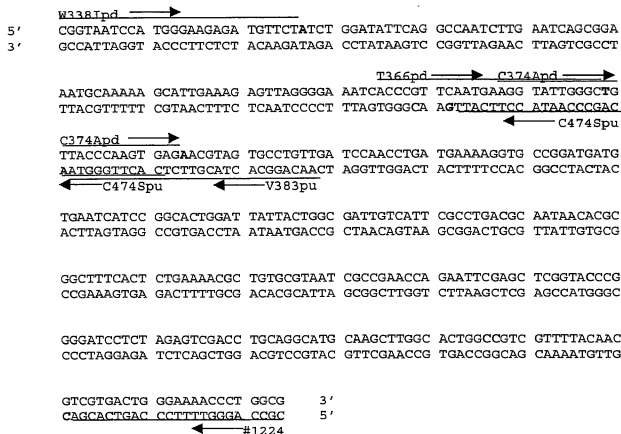 W338Ipd
5' CGGTAATCCA TGGGAAGAGA TGTTCTATCT GGATATTCAG GCCAATCTTG AATCAGCGGA
3' GCCATTAGGT ACCCTTCTCT ACAAGATAGA CCTATAAGTC CGGTTAGAAC TTAGTCGCCT
T366pd C374Apd
AATGCAAAAA GCATTGAAAG AGTTAGGGGA AATCACCCGT TCAATGAAGG TATTGGGCTG
TTACGTTTTT CGTAACTTTC TCAATCCCCT TTAGTGGGCA AGTTACTTCC ATAACCCGAC
C474Spu
C374Apd
TTACCCAAGT GAGAACGTAG TGCCTGTTGA TCCAACCTGA TGAAAAGGTG CCGGATGATG
AATGGGTTCA CTCTTGCATC ACGGACAACT AGGTTGGACT ACTTTTCCAC GGCCTACTAC
C474Spu V383pu
TGAATCATCC GGCACTGGAT TATTACTGGC GATTGTCATT CGCCTGACGC AATAACACGC
ACTTAGTAGG CCGTGACCTA ATAATGACCG CTAACAGTAA GCGGACTGCG TTATTGTGCG
GGCTTTCACT CTGAAAACGC TGTGCGTAAT CGCCGAACCA GAATTCGAGC TCGGTACCCG
CCGAAAGTGA GACTTTTGCG ACACGCATTA GCGGCTTGGT CTTAAGCTCG AGCCATGGGC
GGGATCCTCT AGAGTCGACC TGCAGGCATG CAAGCTTGGC ACTGGCCGTC GTTTTACAAC
CCCTAGGAGA TCTCAGCTGG ACGTCCGTAC GTTCGAACCG TGACCGGCAG CAAAATGTTG
GTCGTGACTG GGAAAACCCT GGCG 3'
CAGCACTGAC CCTTTTGGGA CCGC 5'
#1224